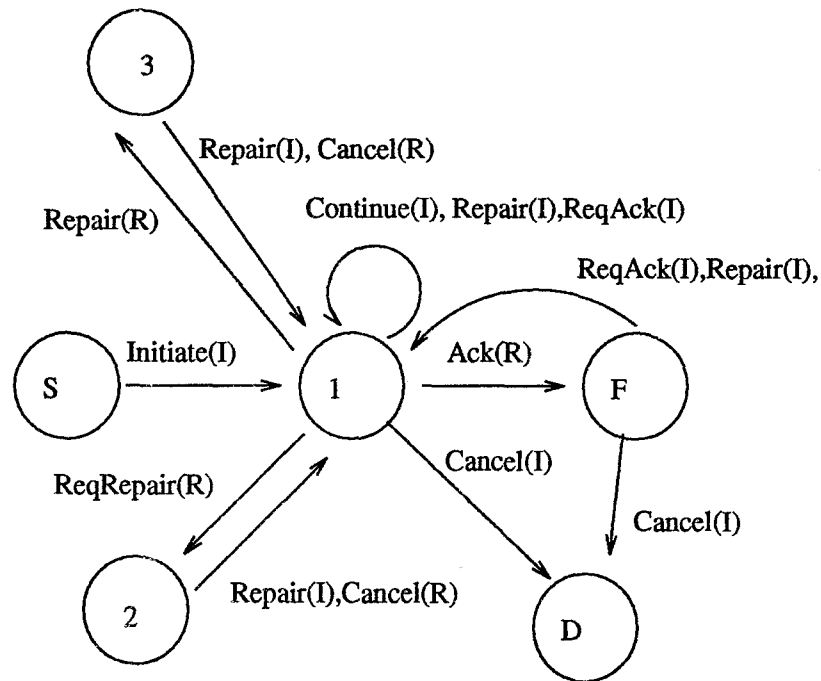 3
Repair(I), Cancel(R)
Repair(R)
Continue(I), Repair(I),ReqAck(I)
ReqAck(I),Repair(I),
Initiate(I)
Ack(R)
S
1
F
ReqRepair(R)
Cancel(I)
Cancel(I)
Repair(I),Cancel(R)
2
D